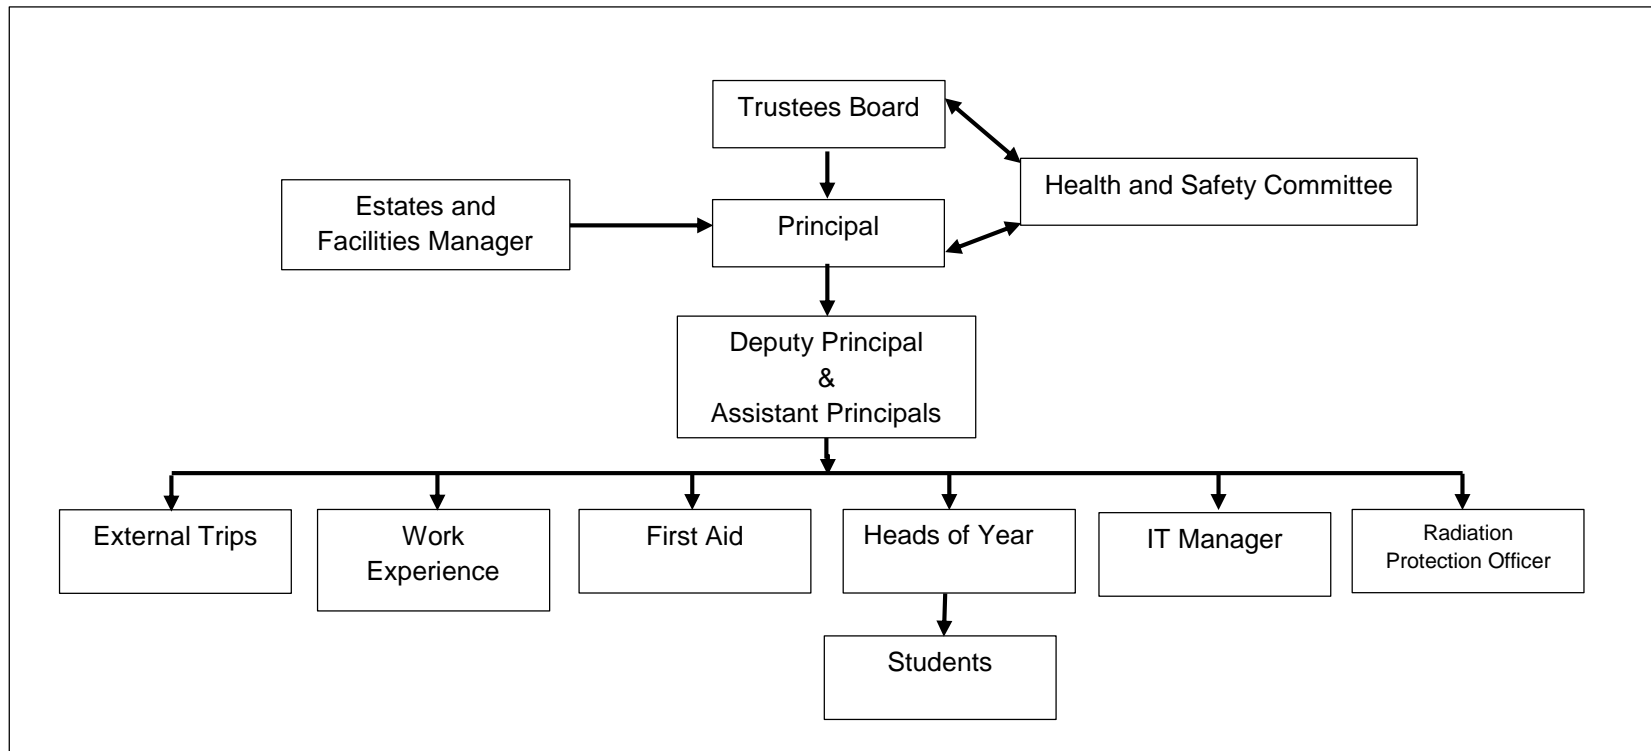 Trustees Board
Health and Safety Committee
Estates and
Facilities Manager
Principal
Deputy Principal
&
Assistant Principals
External Trips
Work
Experience
First Aid
Heads of Year
IT Manager
Radiation
Protection Officer
Students